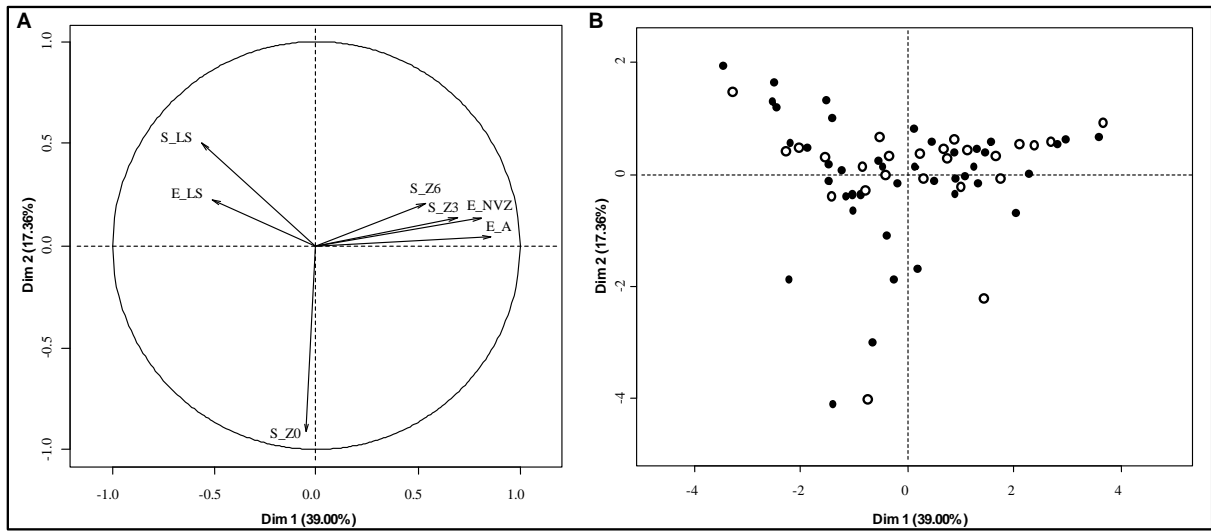 A
1.0
0.5
0.0
-0.5
-1.0
Dim 2 (17.36%)
S_LS
E_LS
S_Z6
S_Z3
E_NVZ
E_A
S_Z0
-1.0
-0.5
0.0
0.5
1.0
Dim 1 (39.00%)
B
2
0
-2
-4
Dim 2 (17.36%)
-4
-2
0
2
4
Dim 1 (39.00%)